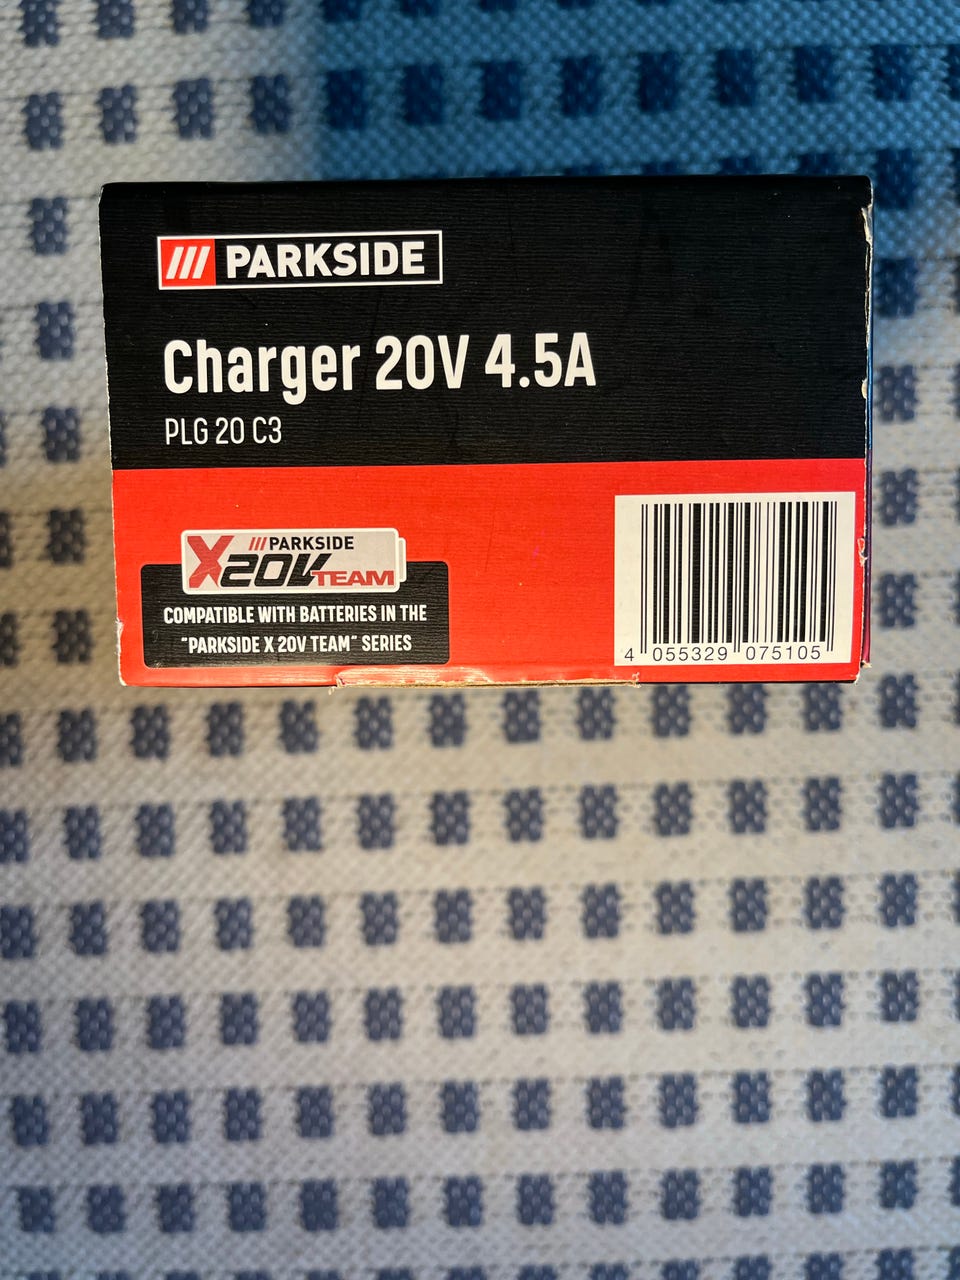 /// PARKSIDE
Charger 20V 4.5A
PLG 20 C3
/// PARKSIDE
X20V TEAM
COMPATIBLE WITH BATTERIES IN THE
"PARKSIDE X 20V TEAM" SERIES
4 055329 075105